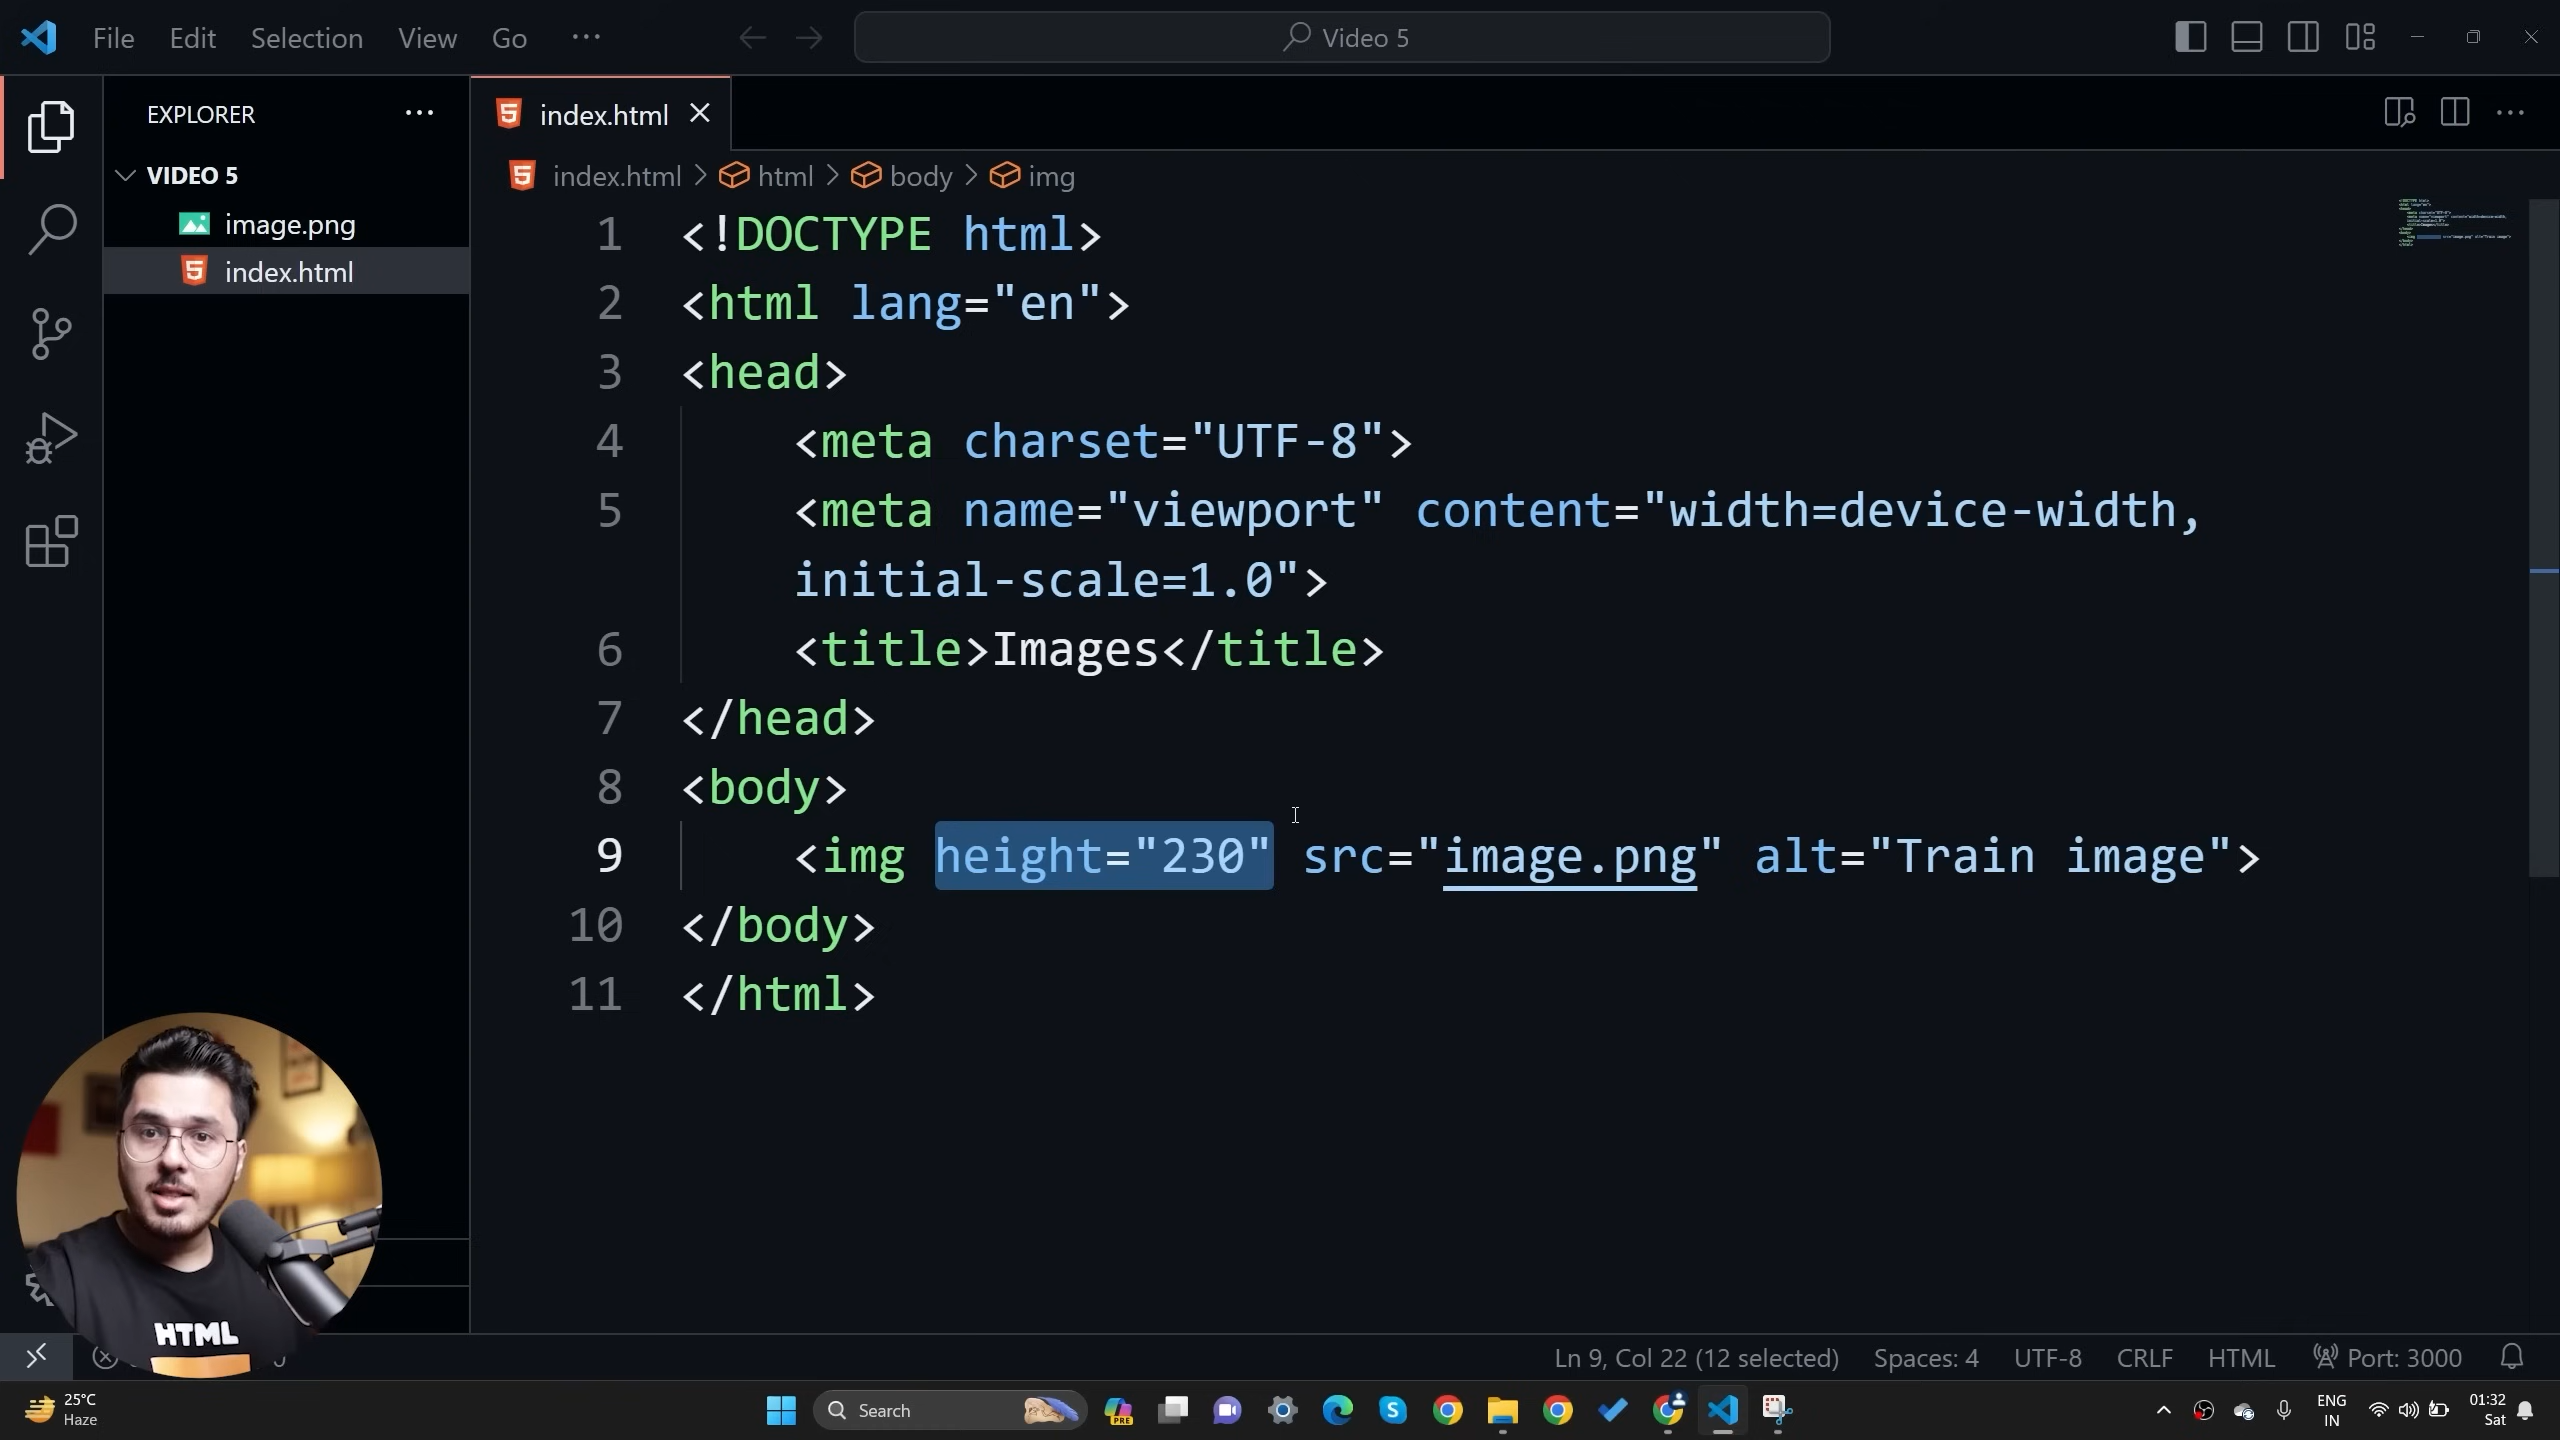 File Edit Selection View Go ···
Video 5
EXPLORER ···
VIDEO 5
image.png
index.html
index.html
index.html > html > body > img
1 <!DOCTYPE html>
2 <html lang="en">
3 <head>
4 <meta charset="UTF-8">
5 <meta name="viewport" content="width=device-width,
initial-scale=1.0">
6 <title>Images</title>
7 </head>
8 <body>
9 <img height="230" src="image.png" alt="Train image">
10 </body>
11 </html>
HTML
Ln 9, Col 22 (12 selected) Spaces: 4 UTF-8 CRLF HTML Port: 3000
25°C
Haze
Search
PRE
ENG
IN
01:32
Sat